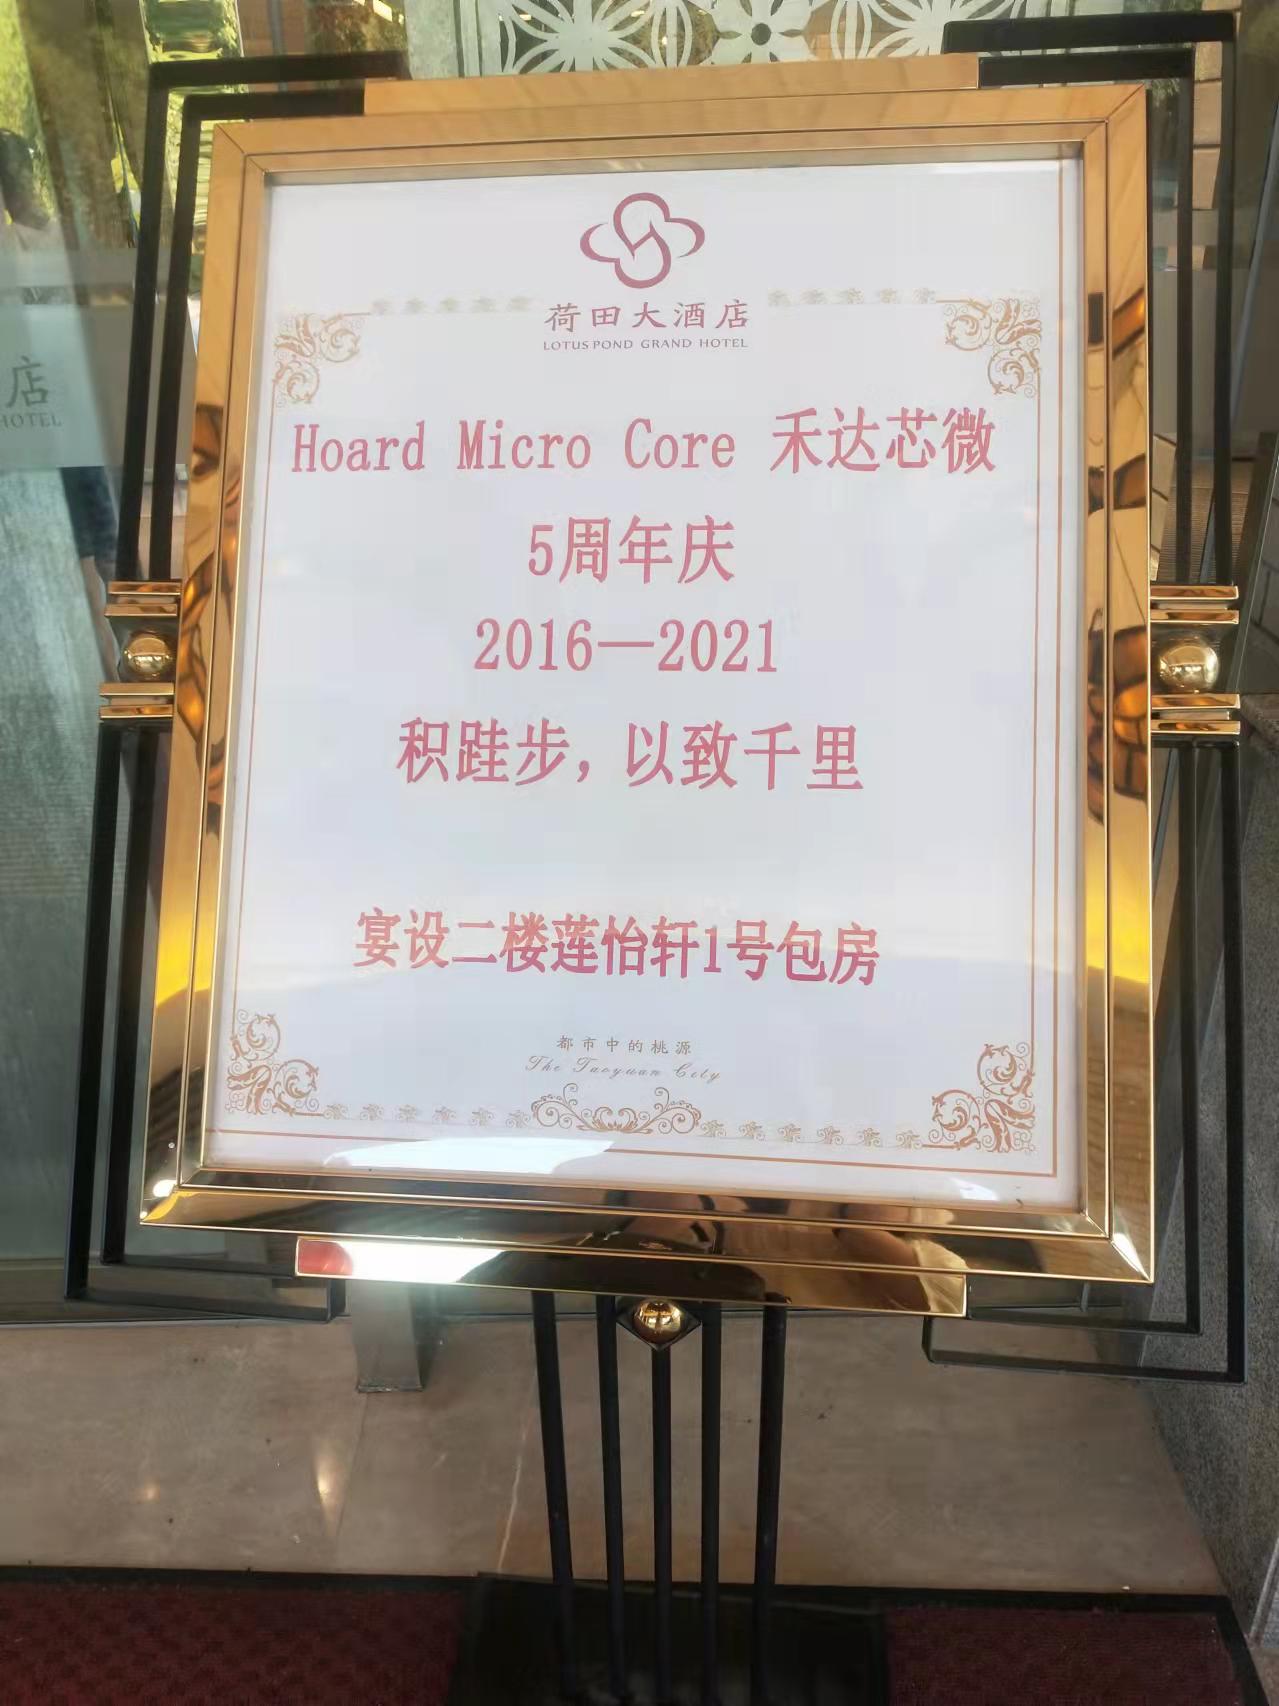 荷田大酒店
LOTUS POND GRAND HOTEL
店
HOTEL
Hoard Micro Core 禾达芯微
5周年庆
2016—2021
积跬步，以致千里
宴设二楼莲怡轩1号包房
都市中的桃源
The Taoyuan City